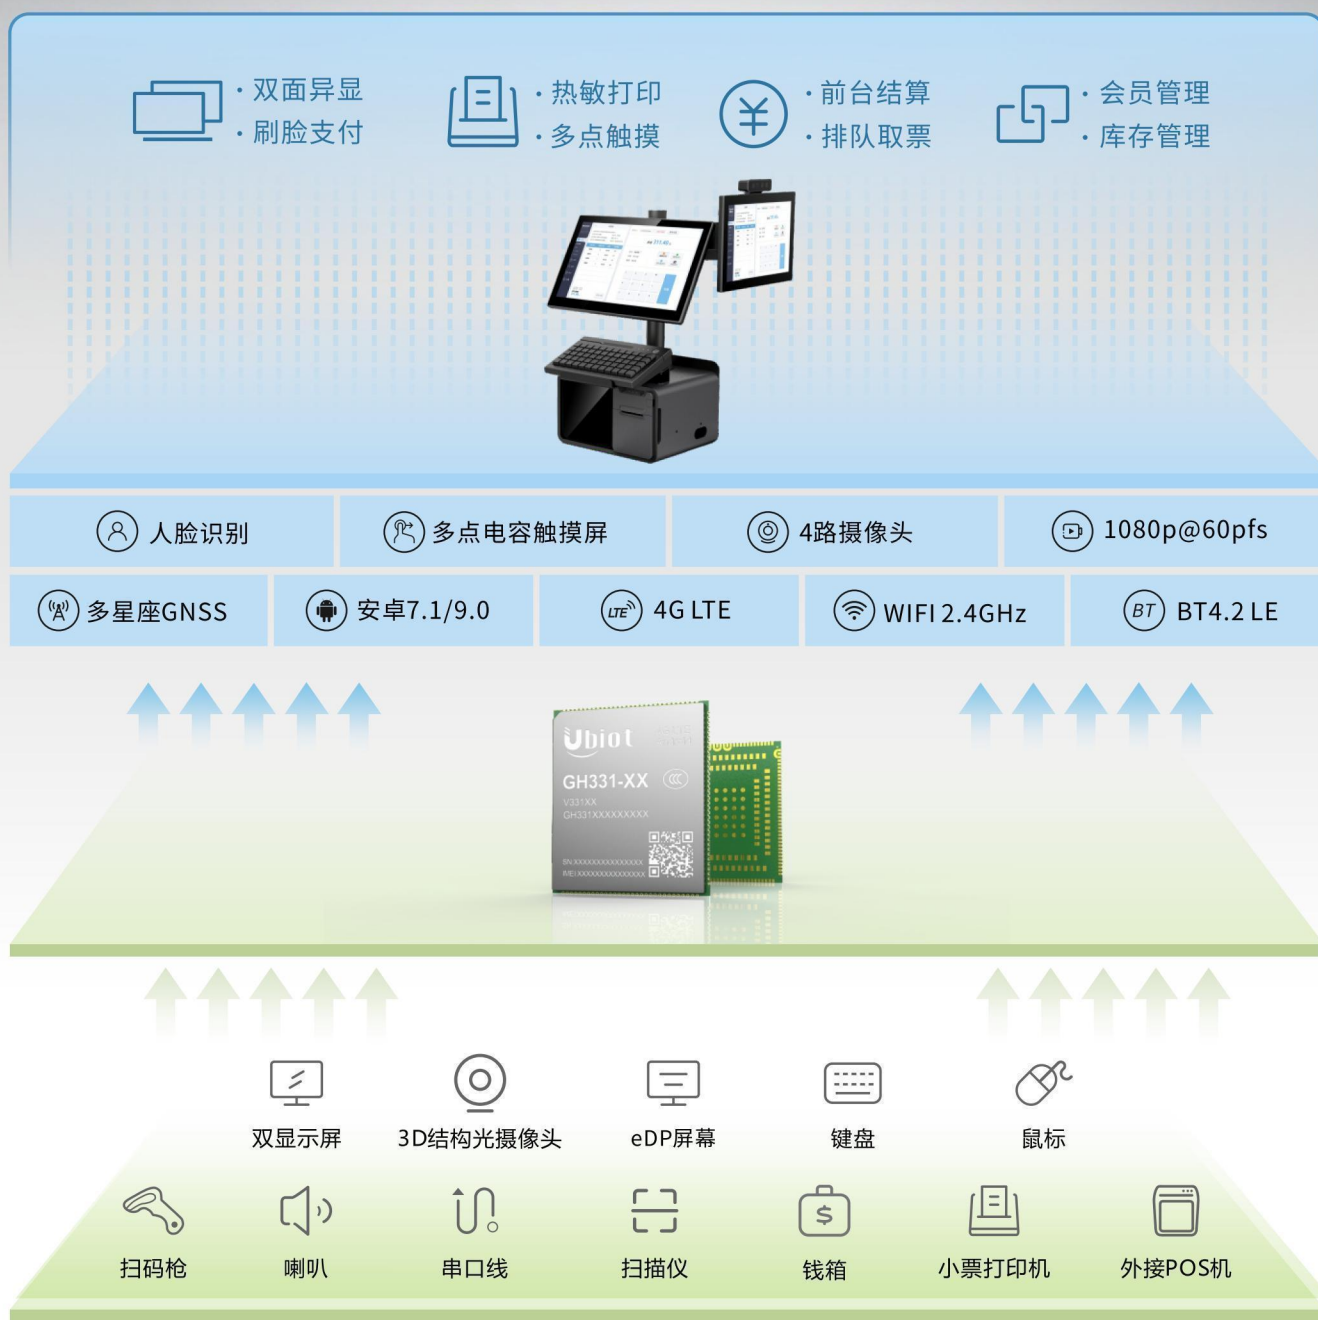 · 双面异显
· 热敏打印
· 前台结算
· 会员管理
· 刷脸支付
· 多点触摸
· 排队取票
· 库存管理
人脸识别
多点电容触摸屏
4路摄像头
1080p@60pfs
多星座GNSS
安卓7.1/9.0
LTE
4G LTE
WIFI 2.4GHz
BT
BT4.2 LE
Ubiot
GH331-XX
V331XX
GH331XXXXXXXXX
SN:XXXXXXXXXXXXXXX
IMEI:XXXXXXXXXXXXXXX
双显示屏
3D结构光摄像头
eDP屏幕
键盘
鼠标
扫码枪
喇叭
串口线
扫描仪
钱箱
小票打印机
外接POS机